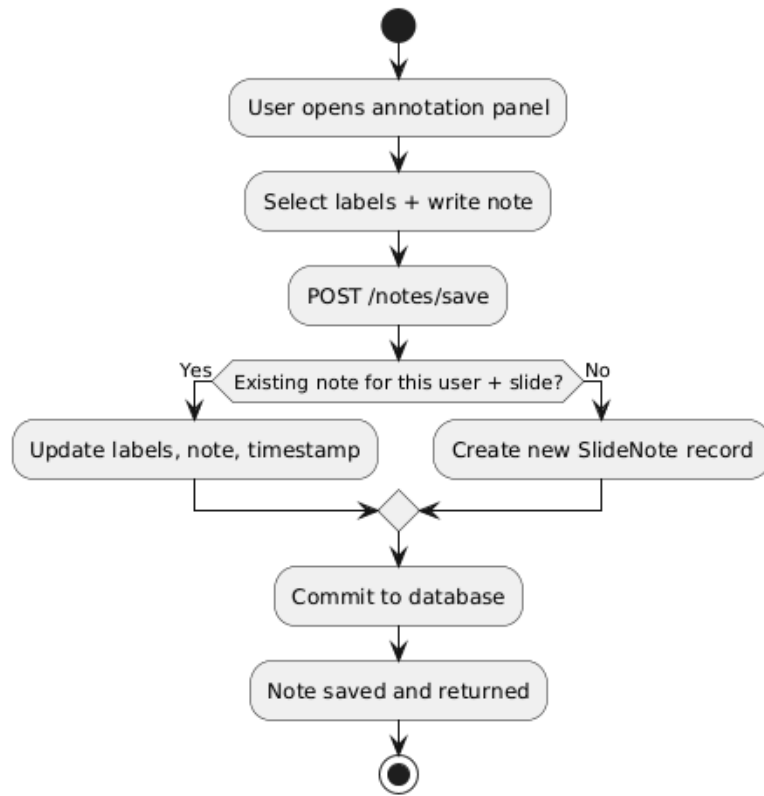 User opens annotation panel
Select labels + write note
POST /notes/save
Yes
Existing note for this user + slide?
No
Update labels, note, timestamp
Create new SlideNote record
Commit to database
Note saved and returned